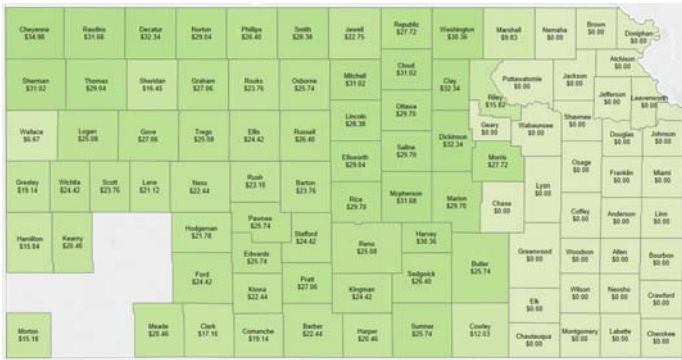 Cheyenne
$34.98
Rawlins
$31.68
Decatur
$32.34
Norton
$29.04
Phillips
$26.40
Smith
$28.38
Jewell
$22.75
Republic
$27.72
Washington
$30.36
Marshall
$9.83
Nemaha
$0.00
Brown
$0.00
Doniphan
$0.00
Sherman
$31.02
Thomas
$29.04
Sheridan
$16.45
Graham
$27.06
Rooks
$23.76
Osborne
$25.74
Mitchell
$31.02
Cloud
$31.02
Clay
$32.34
Riley
$15.62
Pottawatomie
$0.00
Jackson
$0.00
Atchison
$0.00
Jefferson
$0.00
Leavenworth
$0.00
Wallace
$6.67
Logan
$25.08
Gove
$27.06
Trego
$25.08
Ellis
$24.42
Russell
$26.40
Lincoln
$28.38
Ottawa
$29.70
Saline
$29.70
Dickinson
$32.34
Geary
$0.00
Wabaunsee
$0.00
Shawnee
$0.00
Douglas
$0.00
Johnson
$0.00
Ellsworth
$29.04
Morris
$27.72
Osage
$0.00
Franklin
$0.00
Miami
$0.00
Greeley
$19.14
Wichita
$24.42
Scott
$23.76
Lane
$21.12
Ness
$22.44
Rush
$23.10
Barton
$23.76
Rice
$29.70
Mcpherson
$31.68
Marion
$29.70
Chase
$0.00
Lyon
$0.00
Coffey
$0.00
Anderson
$0.00
Linn
$0.00
Hamilton
$15.84
Kearny
$20.46
Hodgeman
$21.78
Pawnee
$25.74
Stafford
$24.42
Edwards
$25.74
Reno
$25.08
Harvey
$30.36
Butler
$25.74
Greenwood
$0.00
Woodson
$0.00
Allen
$0.00
Bourbon
$0.00
Ford
$24.42
Kiowa
$22.44
Pratt
$27.06
Kingman
$24.42
Sedgwick
$26.40
Elk
$0.00
Wilson
$0.00
Neosho
$0.00
Crawford
$0.00
Morton
$15.18
Meade
$20.46
Clark
$17.16
Comanche
$19.14
Barber
$22.44
Harper
$20.46
Sumner
$25.74
Cowley
$12.03
Chautauqua
$0.00
Montgomery
$0.00
Labette
$0.00
Cherokee
$0.00